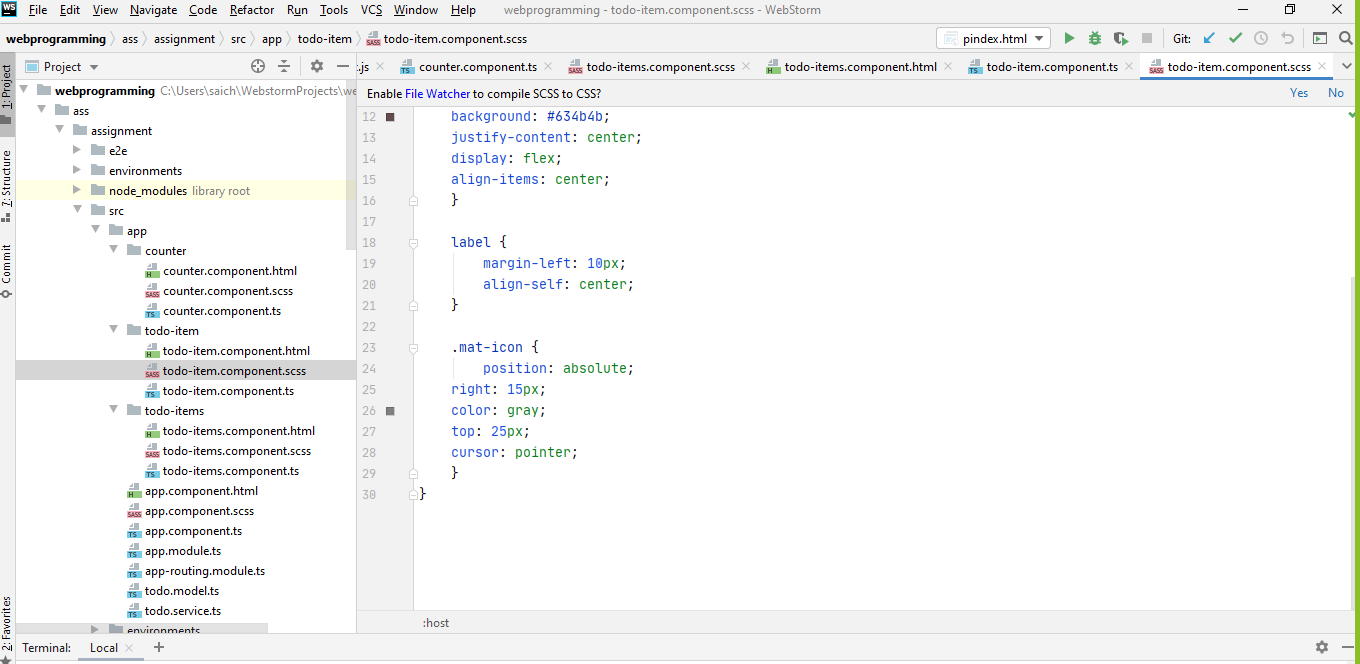 WS File Edit View Navigate Code Refactor Run Tools VCS Window Help webprogramming - todo-item.component.scss - WebStorm
webprogramming ass assignment src app todo-item todo-item.component.scss pindex.html Git:
Project .js counter.component.ts todo-items.component.scss todo-items.component.html todo-items.component.ts todo-item.component.scss
1: Project
7: Structure
Commit
2: Favorites
webprogramming C:\Users\saich\WebstormProjects\we
ass
assignment
e2e
environments
node_modules library root
src
app
counter
counter.component.html
counter.component.scss
counter.component.ts
todo-item
todo-item.component.html
todo-item.component.scss
todo-item.component.ts
todo-items
todo-items.component.html
todo-items.component.scss
todo-items.component.ts
app.component.html
app.component.scss
app.component.ts
app.module.ts
app-routing.module.ts
todo.model.ts
todo.service.ts
environments
Enable File Watcher to compile SCSS to CSS? Yes No
12 background: #634b4b;
13 justify-content: center;
14 display: flex;
15 align-items: center;
16 }
17
18 label {
19 margin-left: 10px;
20 align-self: center;
21 }
22
23 .mat-icon {
24 position: absolute;
25 right: 15px;
26 color: gray;
27 top: 25px;
28 cursor: pointer;
29 }
30 }
:host
Terminal: Local +